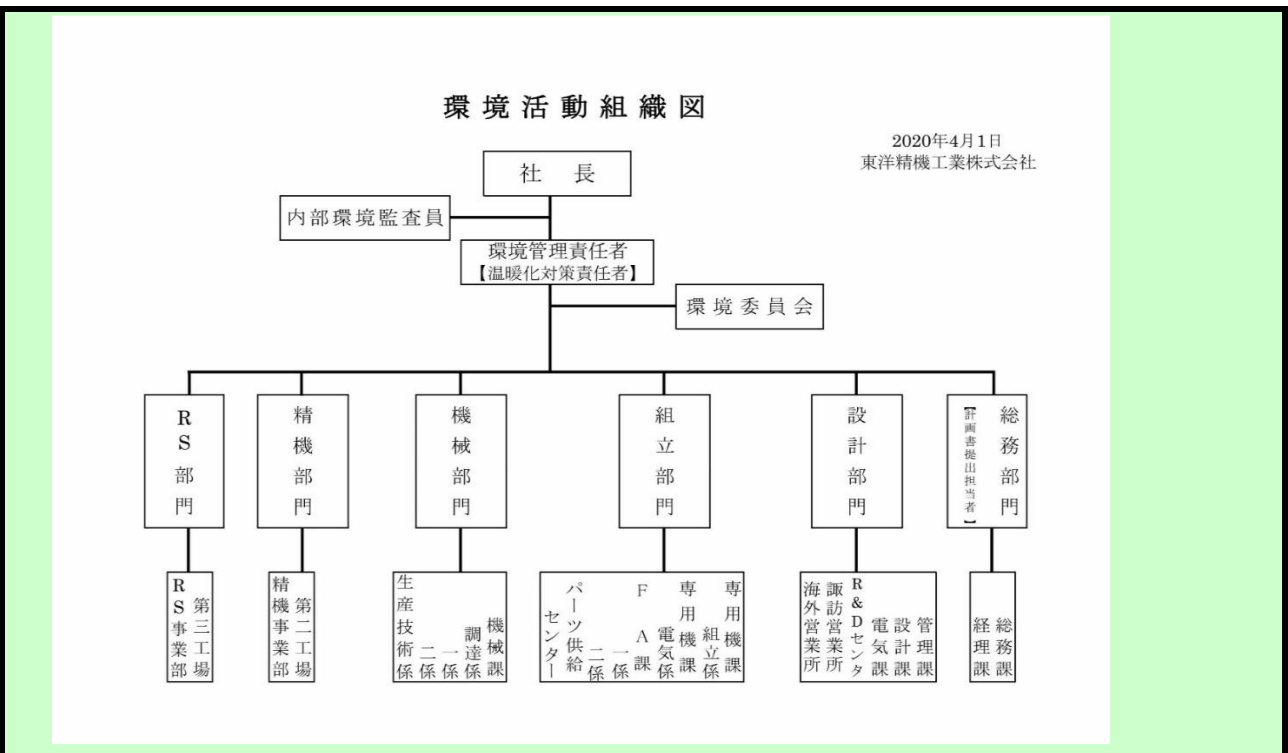 環境活動組織図
2020年4月1日
東洋精機工業株式会社
社長
内部環境監査員
環境管理責任者
【温暖化対策責任者】
環境委員会
RS部門
精機部門
機械部門
組立部門
設計部門
総務部門
【計画書提出担当者】
第三工場
RS事業部
第二工場
精機事業部
機械課
調達係
一係
二係
生産技術係
専用機課
組立係
専用機課
電気係
FA課
一係
二係
パーツ供給
センター
管理課
設計課
電気課
R&Dセンタ
諏訪営業所
海外営業所
総務課
経理課